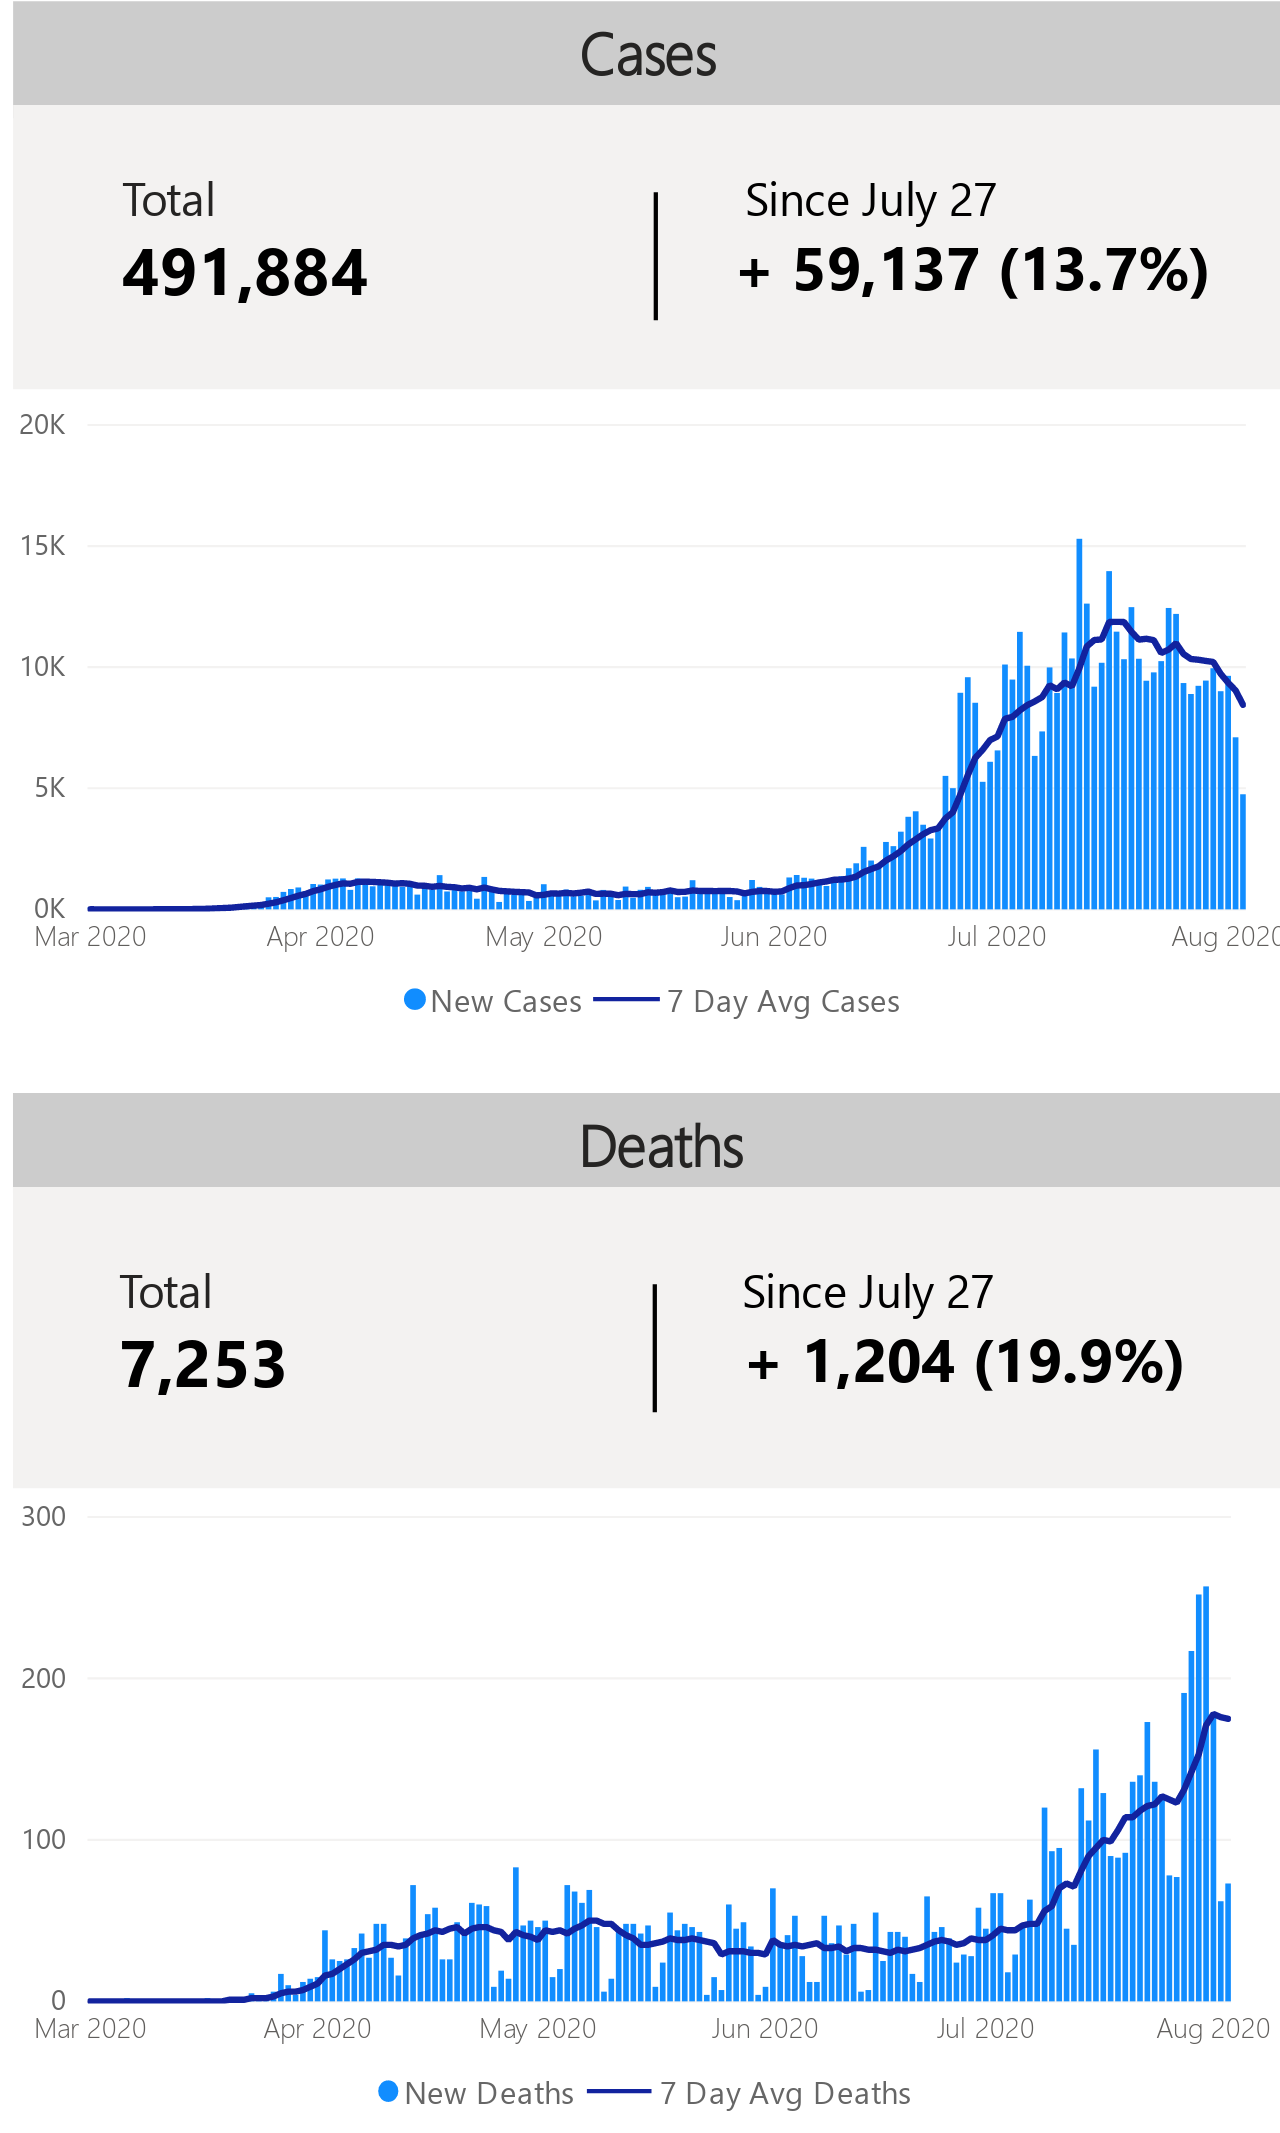 Cases
Total
Since July 27
491,884
+ 59,137 (13.7%)
20K
15K
10K
5K
0K
Mar 2020 Apr 2020 May 2020 Jun 2020 Jul 2020 Aug 2020
New Cases 7 Day Avg Cases
Deaths
Total
Since July 27
7,253
+ 1,204 (19.9%)
300
200
100
0
Mar 2020 Apr 2020 May 2020 Jun 2020 Jul 2020 Aug 2020
New Deaths 7 Day Avg Deaths